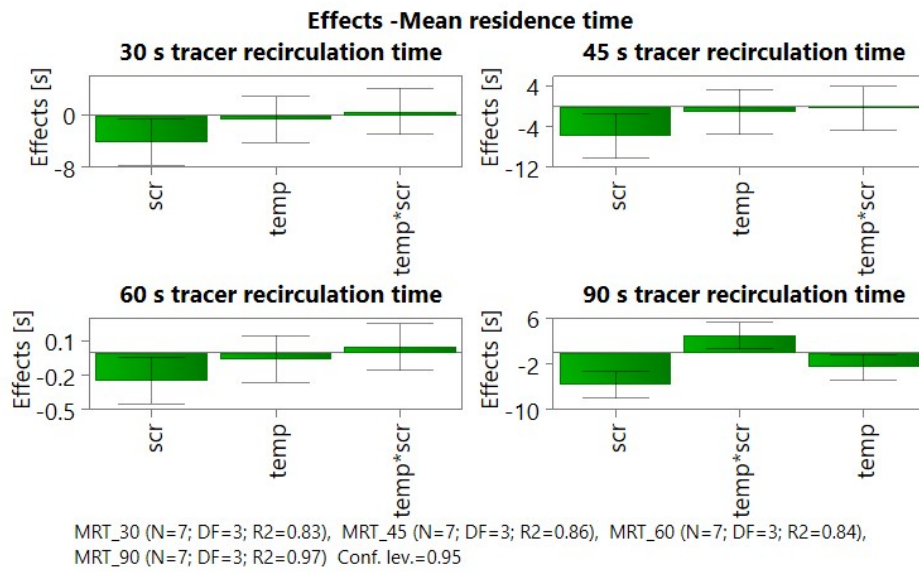 Effects -Mean residence time
30 s tracer recirculation time
Effects [s]
0
-8
scr
temp
temp*scr
45 s tracer recirculation time
Effects [s]
4
-4
-12
scr
temp
temp*scr
60 s tracer recirculation time
Effects [s]
0.1
-0.2
-0.5
scr
temp
temp*scr
90 s tracer recirculation time
Effects [s]
6
-2
-10
scr
temp*scr
temp
MRT_30 (N=7; DF=3; R2=0.83), MRT_45 (N=7; DF=3; R2=0.86), MRT_60 (N=7; DF=3; R2=0.84),
MRT_90 (N=7; DF=3; R2=0.97) Conf. lev.=0.95